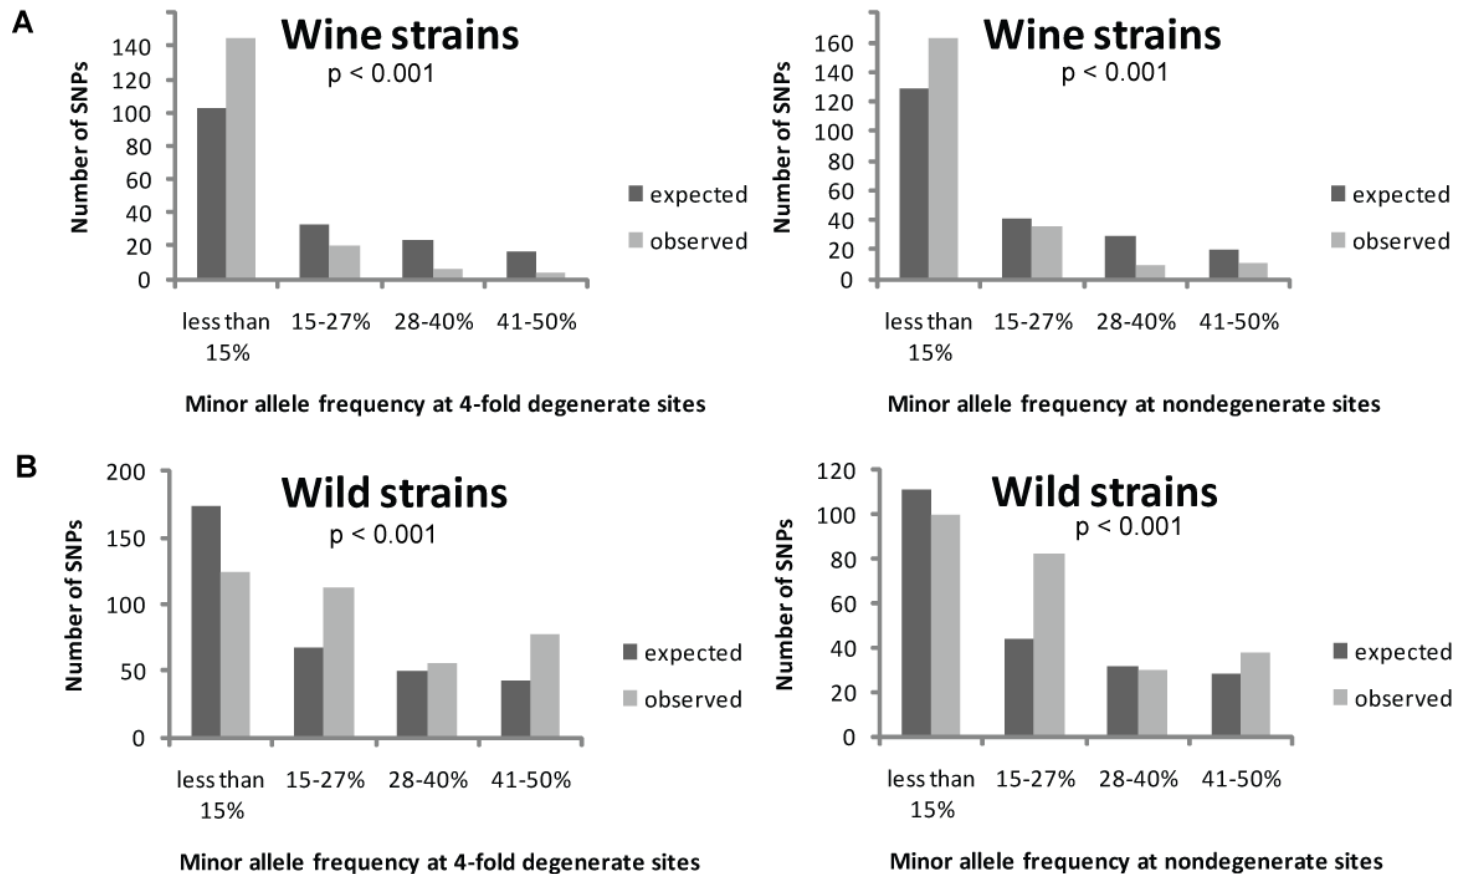 A
Wine strains
p < 0.001
Number of SNPs
140
120
100
80
60
40
20
0
expected
observed
less than 15%
15-27%
28-40%
41-50%
Minor allele frequency at 4-fold degenerate sites
Wine strains
p < 0.001
Number of SNPs
160
140
120
100
80
60
40
20
0
expected
observed
less than 15%
15-27%
28-40%
41-50%
Minor allele frequency at nondegenerate sites
B
Wild strains
p < 0.001
Number of SNPs
200
150
100
50
0
expected
observed
less than 15%
15-27%
28-40%
41-50%
Minor allele frequency at 4-fold degenerate sites
Wild strains
p < 0.001
Number of SNPs
120
100
80
60
40
20
0
expected
observed
less than 15%
15-27%
28-40%
41-50%
Minor allele frequency at nondegenerate sites